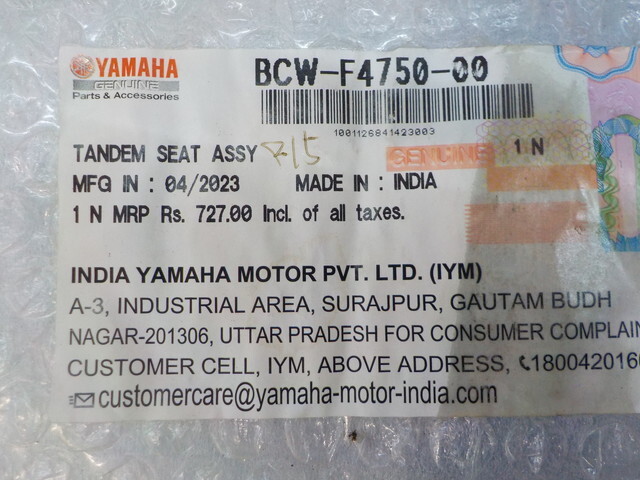 YAMAHA
GENUINE
Parts & Accessories
BCW-F4750-00
1001126841423003
TANDEM SEAT ASSY R15
GENUINE 1 N
MFG IN : 04/2023 MADE IN : INDIA
1 N MRP Rs. 727.00 Incl. of all taxes.
INDIA YAMAHA MOTOR PVT. LTD. (IYM)
A-3, INDUSTRIAL AREA, SURAJPUR, GAUTAM BUDH
NAGAR-201306, UTTAR PRADESH FOR CONSUMER COMPLAIN
CUSTOMER CELL, IYM, ABOVE ADDRESS, 1800420160
customercare@yamaha-motor-india.com